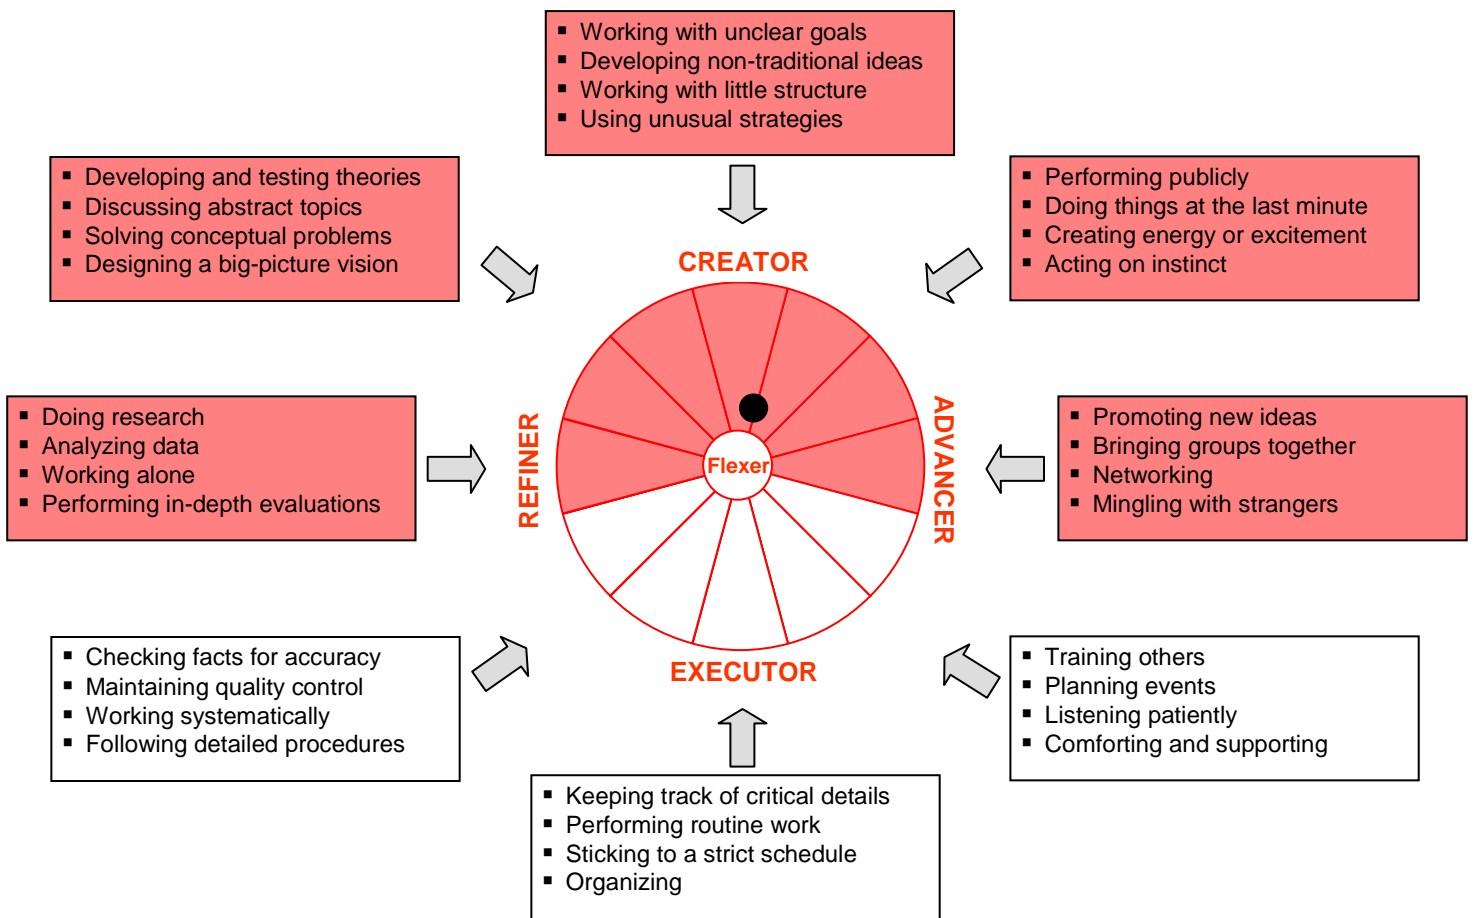 ▪ Working with unclear goals
▪ Developing non-traditional ideas
▪ Working with little structure
▪ Using unusual strategies
▪ Developing and testing theories
▪ Discussing abstract topics
▪ Solving conceptual problems
▪ Designing a big-picture vision
▪ Performing publicly
▪ Doing things at the last minute
▪ Creating energy or excitement
▪ Acting on instinct
CREATOR
▪ Doing research
▪ Analyzing data
▪ Working alone
▪ Performing in-depth evaluations
REFINER
Flexer
ADVANCER
▪ Promoting new ideas
▪ Bringing groups together
▪ Networking
▪ Mingling with strangers
▪ Checking facts for accuracy
▪ Maintaining quality control
▪ Working systematically
▪ Following detailed procedures
EXECUTOR
▪ Training others
▪ Planning events
▪ Listening patiently
▪ Comforting and supporting
▪ Keeping track of critical details
▪ Performing routine work
▪ Sticking to a strict schedule
▪ Organizing